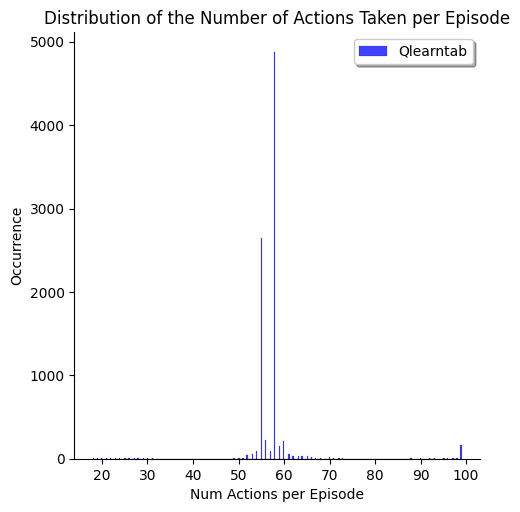 Distribution of the Number of Actions Taken per Episode
Qlearntab
5000
4000
3000
2000
1000
0
Occurrence
20 30 40 50 60 70 80 90 100
Num Actions per Episode